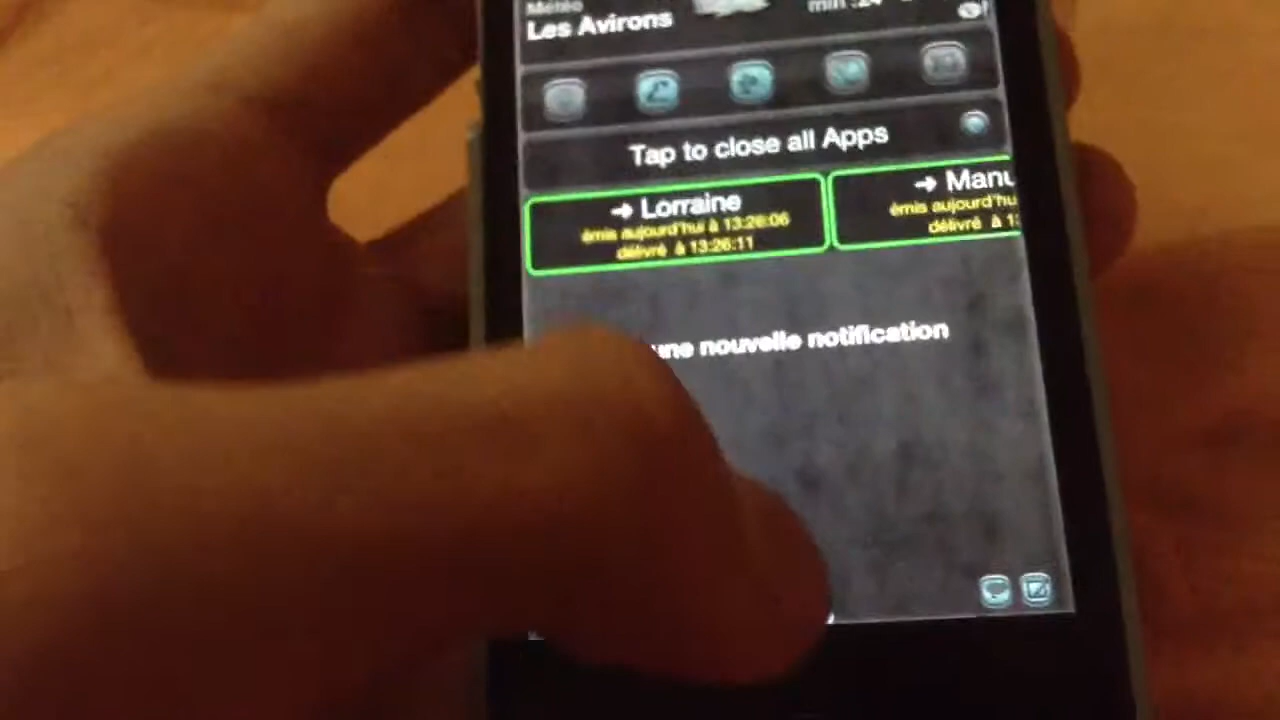 Météo
Les Avirons
min :24°
Tap to close all Apps
➔ Lorraine
émis aujourd'hui à 13:26:06
délivré à 13:26:11
➔ Manu
émis aujourd'hui
délivré à 13
une nouvelle notification